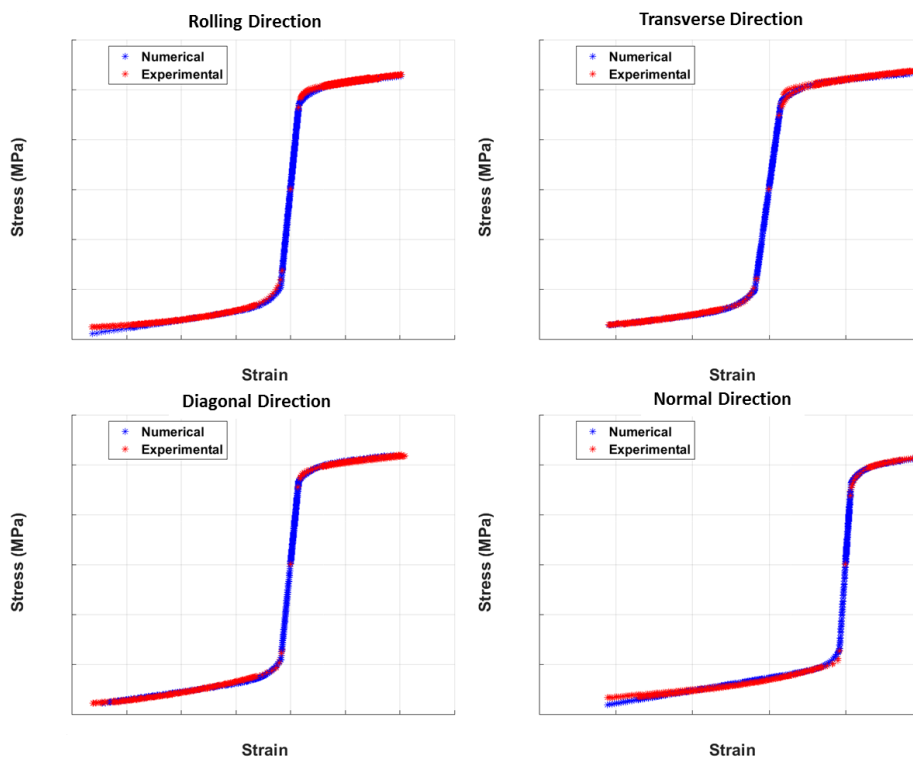 Rolling Direction
Numerical
Experimental
Stress (MPa)
Strain
Transverse Direction
Numerical
Experimental
Stress (MPa)
Strain
Diagonal Direction
Numerical
Experimental
Stress (MPa)
Strain
Normal Direction
Numerical
Experimental
Stress (MPa)
Strain